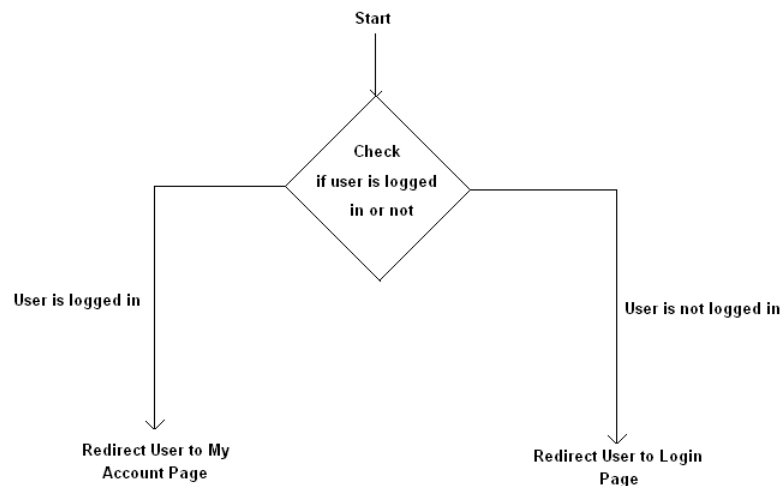 Start
Check
if user is logged
in or not
User is logged in
User is not logged in
Redirect User to My
Account Page
Redirect User to Login
Page